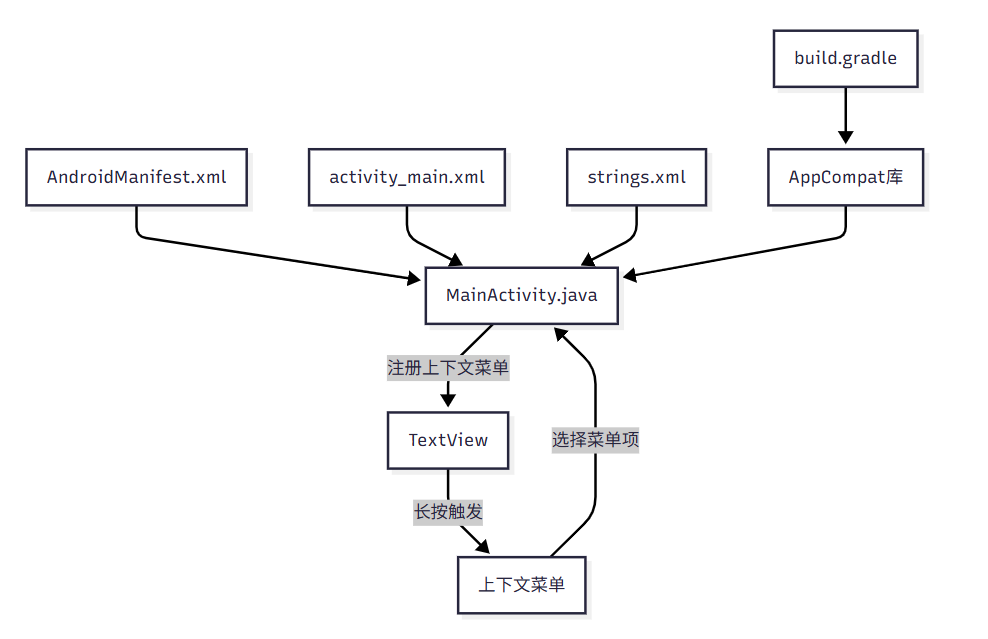 build.gradle
AndroidManifest.xml
activity_main.xml
strings.xml
AppCompat库
MainActivity.java
注册上下文菜单
TextView
选择菜单项
长按触发
上下文菜单